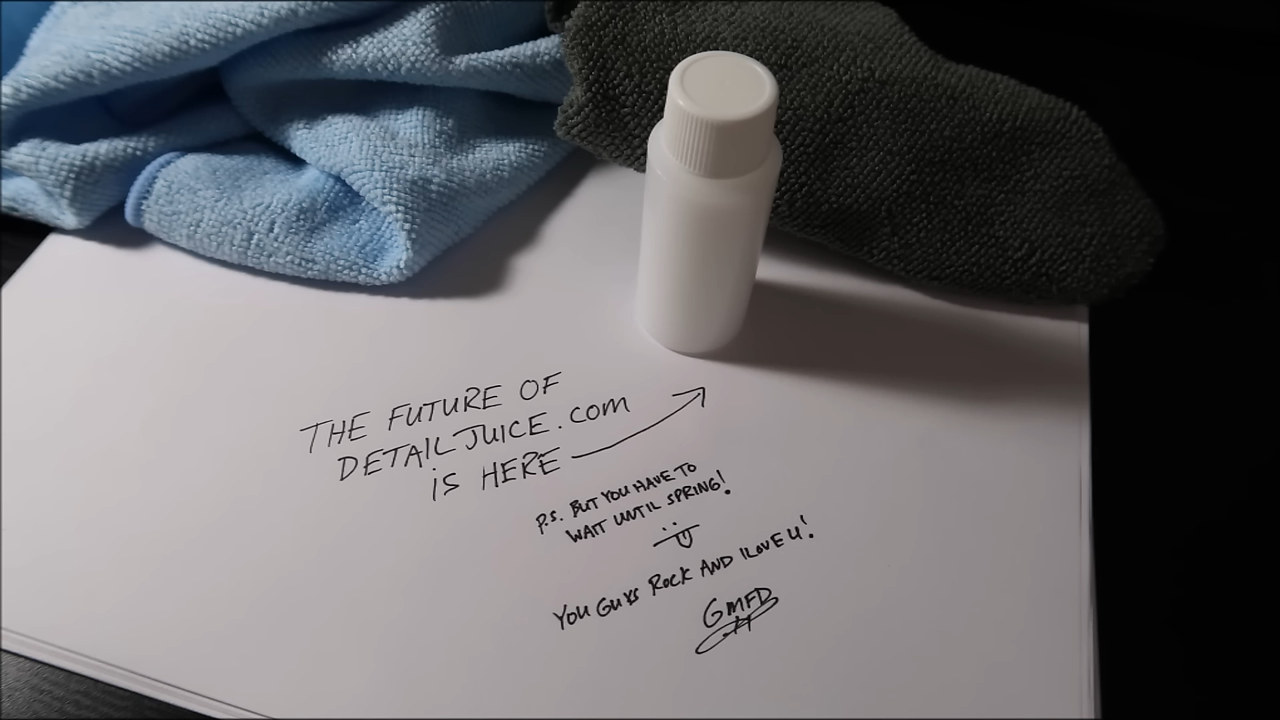 THE FUTURE OF
DETAILJUICE.COM
IS HERE
P.S. BUT YOU HAVE TO
WAIT UNTIL SPRING!
YOU GUYS ROCK AND I LOVE U!
GMFD